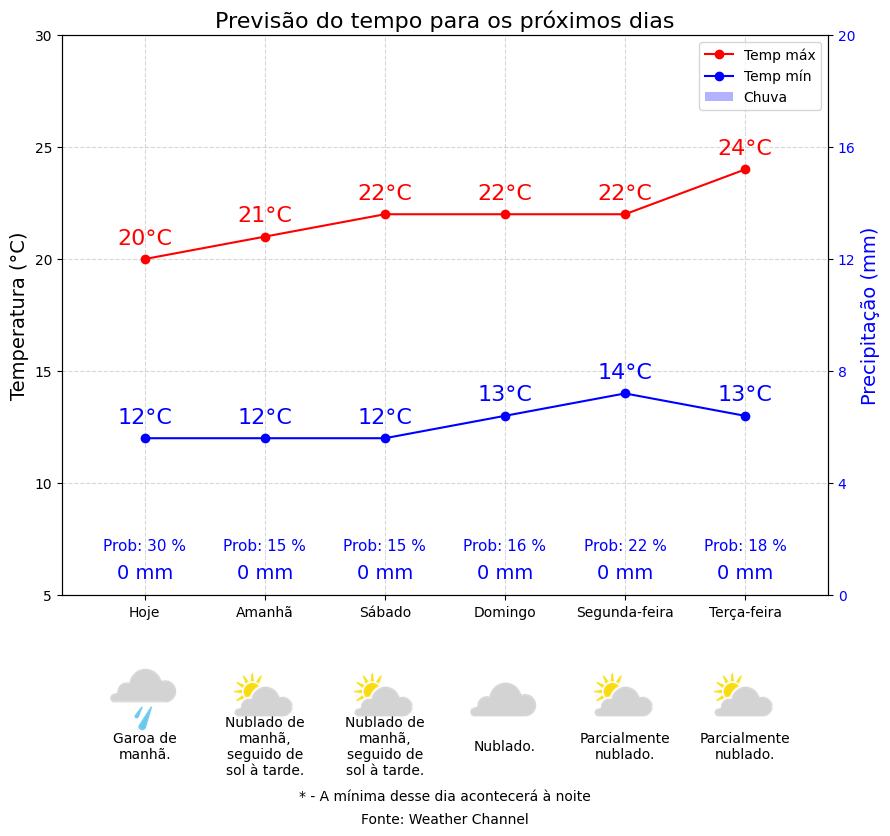 Previsão do tempo para os próximos dias
30
25
20
15
10
5
Temperatura (°C)
20
16
12
8
4
0
Precipitação (mm)
Temp máx
Temp mín
Chuva
20°C 21°C 22°C 22°C 22°C 24°C
12°C 12°C 12°C 13°C 14°C 13°C
Prob: 30 % Prob: 15 % Prob: 15 % Prob: 16 % Prob: 22 % Prob: 18 %
0 mm 0 mm 0 mm 0 mm 0 mm 0 mm
Hoje Amanhã Sábado Domingo Segunda-feira Terça-feira
Garoa de
manhã.
Nublado de
manhã,
seguido de
sol à tarde.
Nublado de
manhã,
seguido de
sol à tarde.
Nublado.
Parcialmente
nublado.
Parcialmente
nublado.
* - A mínima desse dia acontecerá à noite
Fonte: Weather Channel